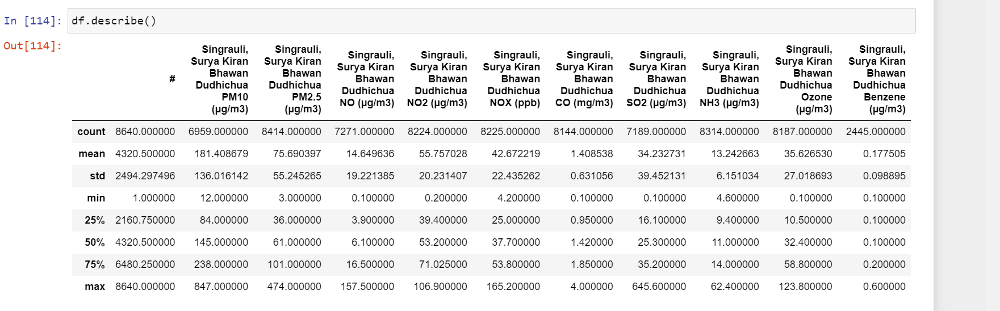 In [114]: df.describe()
Out[114]:
# Singrauli, Surya Kiran Bhawan Dudhichua PM10 (µg/m3) Singrauli, Surya Kiran Bhawan Dudhichua PM2.5 (µg/m3) Singrauli, Surya Kiran Bhawan Dudhichua NO (µg/m3) Singrauli, Surya Kiran Bhawan Dudhichua NO2 (µg/m3) Singrauli, Surya Kiran Bhawan Dudhichua NOX (ppb) Singrauli, Surya Kiran Bhawan Dudhichua CO (mg/m3) Singrauli, Surya Kiran Bhawan Dudhichua SO2 (µg/m3) Singrauli, Surya Kiran Bhawan Dudhichua NH3 (µg/m3) Singrauli, Surya Kiran Bhawan Dudhichua Ozone (µg/m3) Singrauli, Surya Kiran Bhawan Dudhichua Benzene (µg/m3)
count 8640.000000 6959.000000 8414.000000 7271.000000 8224.000000 8225.000000 8144.000000 7189.000000 8314.000000 8187.000000 2445.000000
mean 4320.500000 181.408679 75.690397 14.649636 55.757028 42.672219 1.408538 34.232731 13.242663 35.626530 0.177505
std 2494.297496 136.016142 55.245265 19.221385 20.231407 22.435262 0.631056 39.452131 6.151034 27.018693 0.098895
min 1.000000 12.000000 3.000000 0.100000 0.200000 4.200000 0.100000 0.100000 4.600000 0.100000 0.100000
25% 2160.750000 84.000000 36.000000 3.900000 39.400000 25.000000 0.950000 16.100000 9.400000 10.500000 0.100000
50% 4320.500000 145.000000 61.000000 6.100000 53.200000 37.700000 1.420000 25.300000 11.000000 32.400000 0.100000
75% 6480.250000 238.000000 101.000000 16.500000 71.025000 53.800000 1.850000 35.200000 14.000000 58.800000 0.200000
max 8640.000000 847.000000 474.000000 157.500000 106.900000 165.200000 4.000000 645.600000 62.400000 123.800000 0.600000